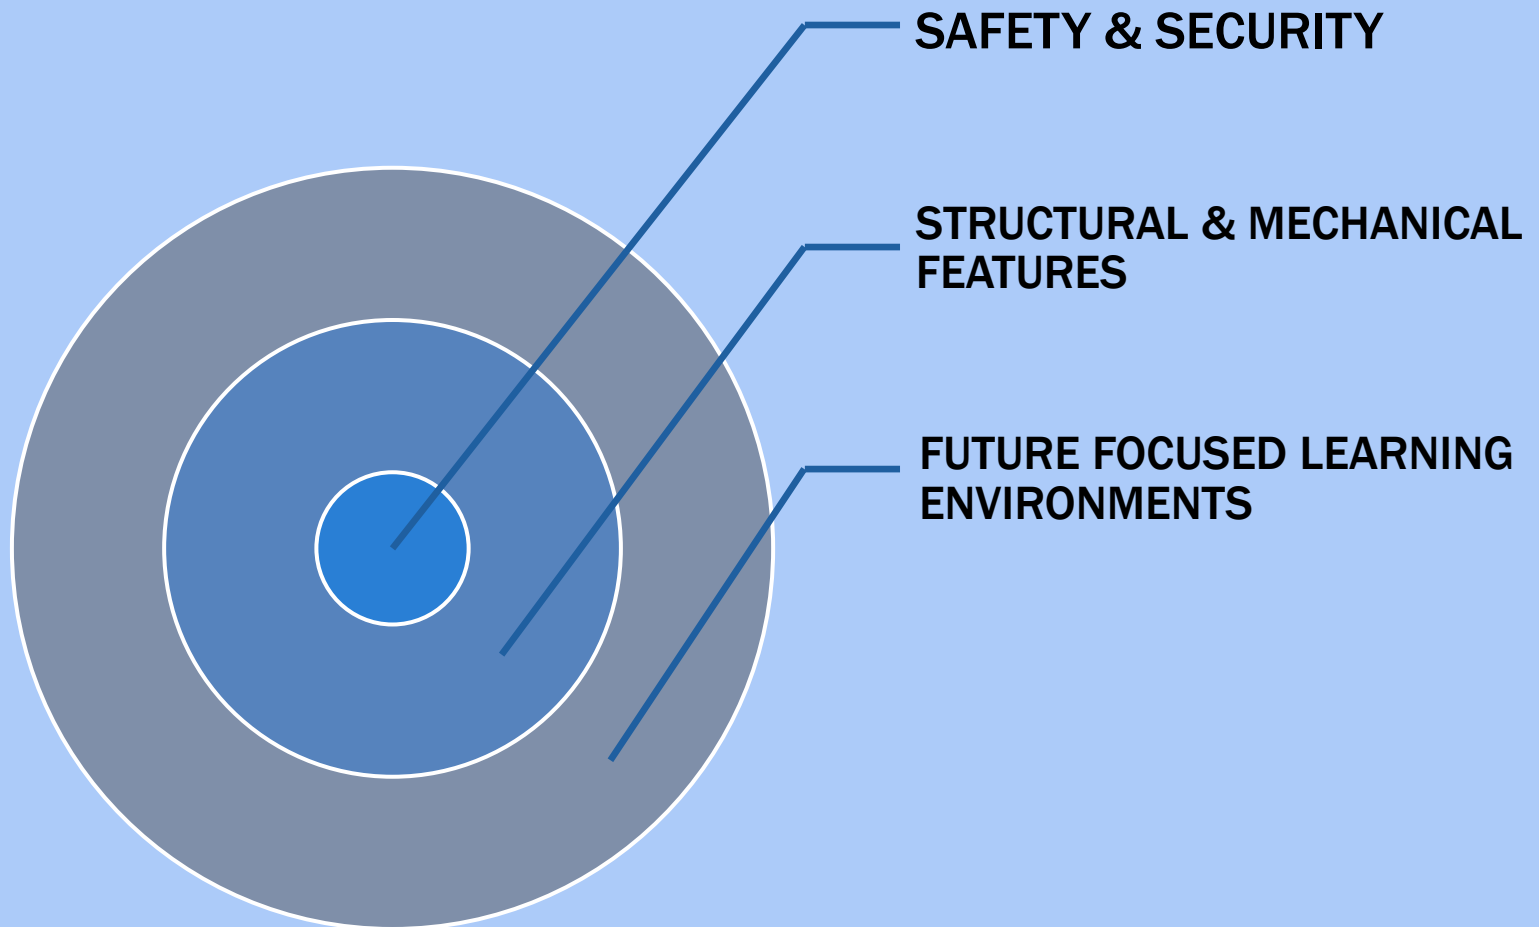 SAFETY & SECURITY
STRUCTURAL & MECHANICAL
FEATURES
FUTURE FOCUSED LEARNING
ENVIRONMENTS